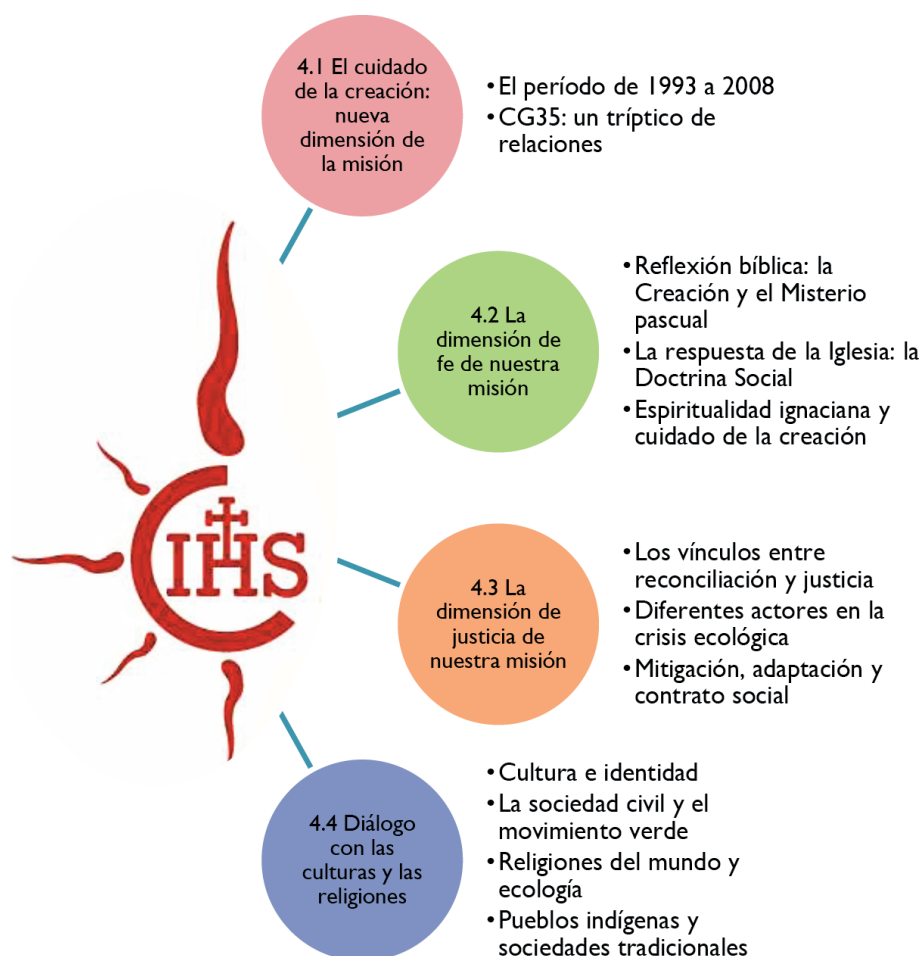 4.1 El cuidado
de la creación:
nueva
dimensión de
la misión
• El período de 1993 a 2008
• CG35: un tríptico de
relaciones
4.2 La
dimensión de
fe de nuestra
misión
• Reflexión bíblica: la
Creación y el Misterio
pascual
• La respuesta de la Iglesia: la
Doctrina Social
• Espiritualidad ignaciana y
cuidado de la creación
IHS
4.3 La
dimensión de
justicia de
nuestra misión
• Los vínculos entre
reconciliación y justicia
• Diferentes actores en la
crisis ecológica
• Mitigación, adaptación y
contrato social
4.4 Diálogo
con las
culturas y las
religiones
• Cultura e identidad
• La sociedad civil y el
movimiento verde
• Religiones del mundo y
ecología
• Pueblos indígenas y
sociedades tradicionales